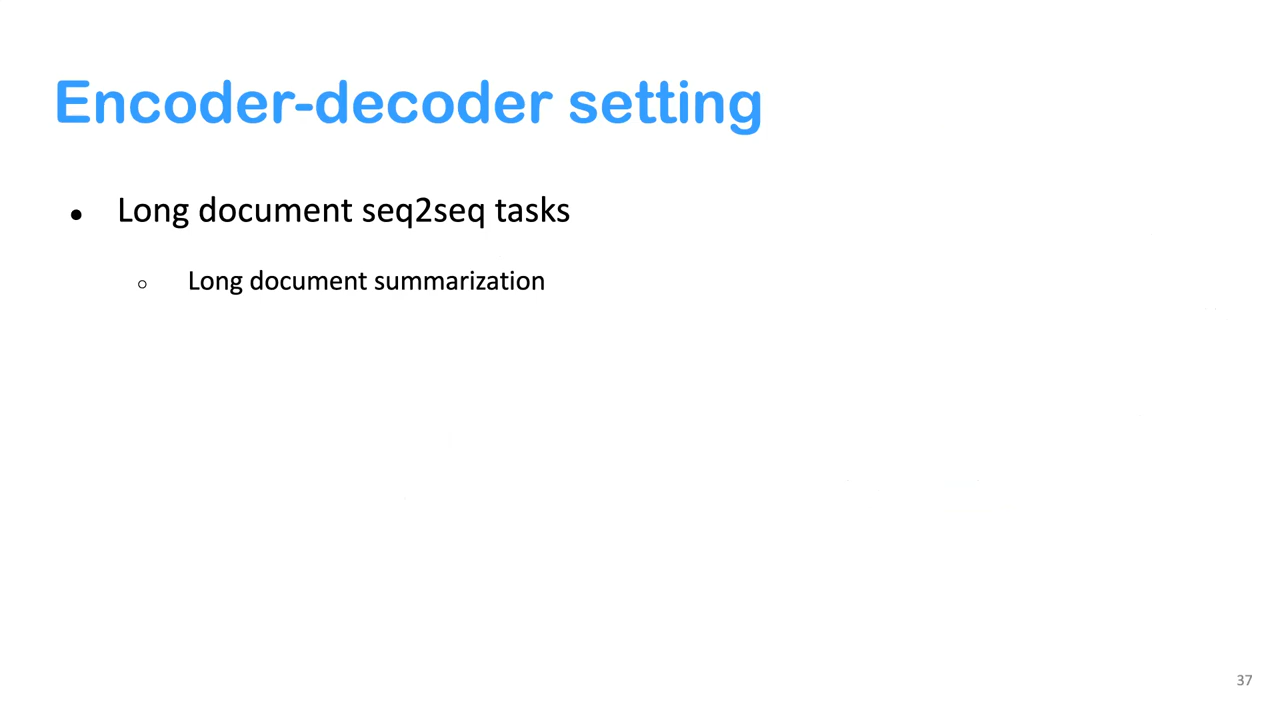 Encoder-decoder setting
● Long document seq2seq tasks
○ Long document summarization
37